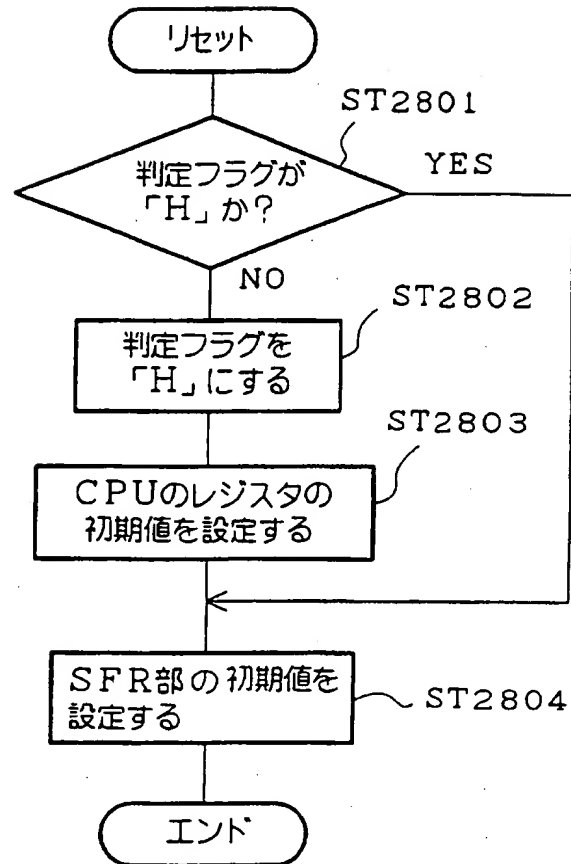 リセット
ST2801
判定フラグが
「H」か?
YES
NO
ST2802
判定フラグを
「H」にする
ST2803
CPUのレジスタの
初期値を設定する
SFR部の初期値を
設定する
ST2804
エンド